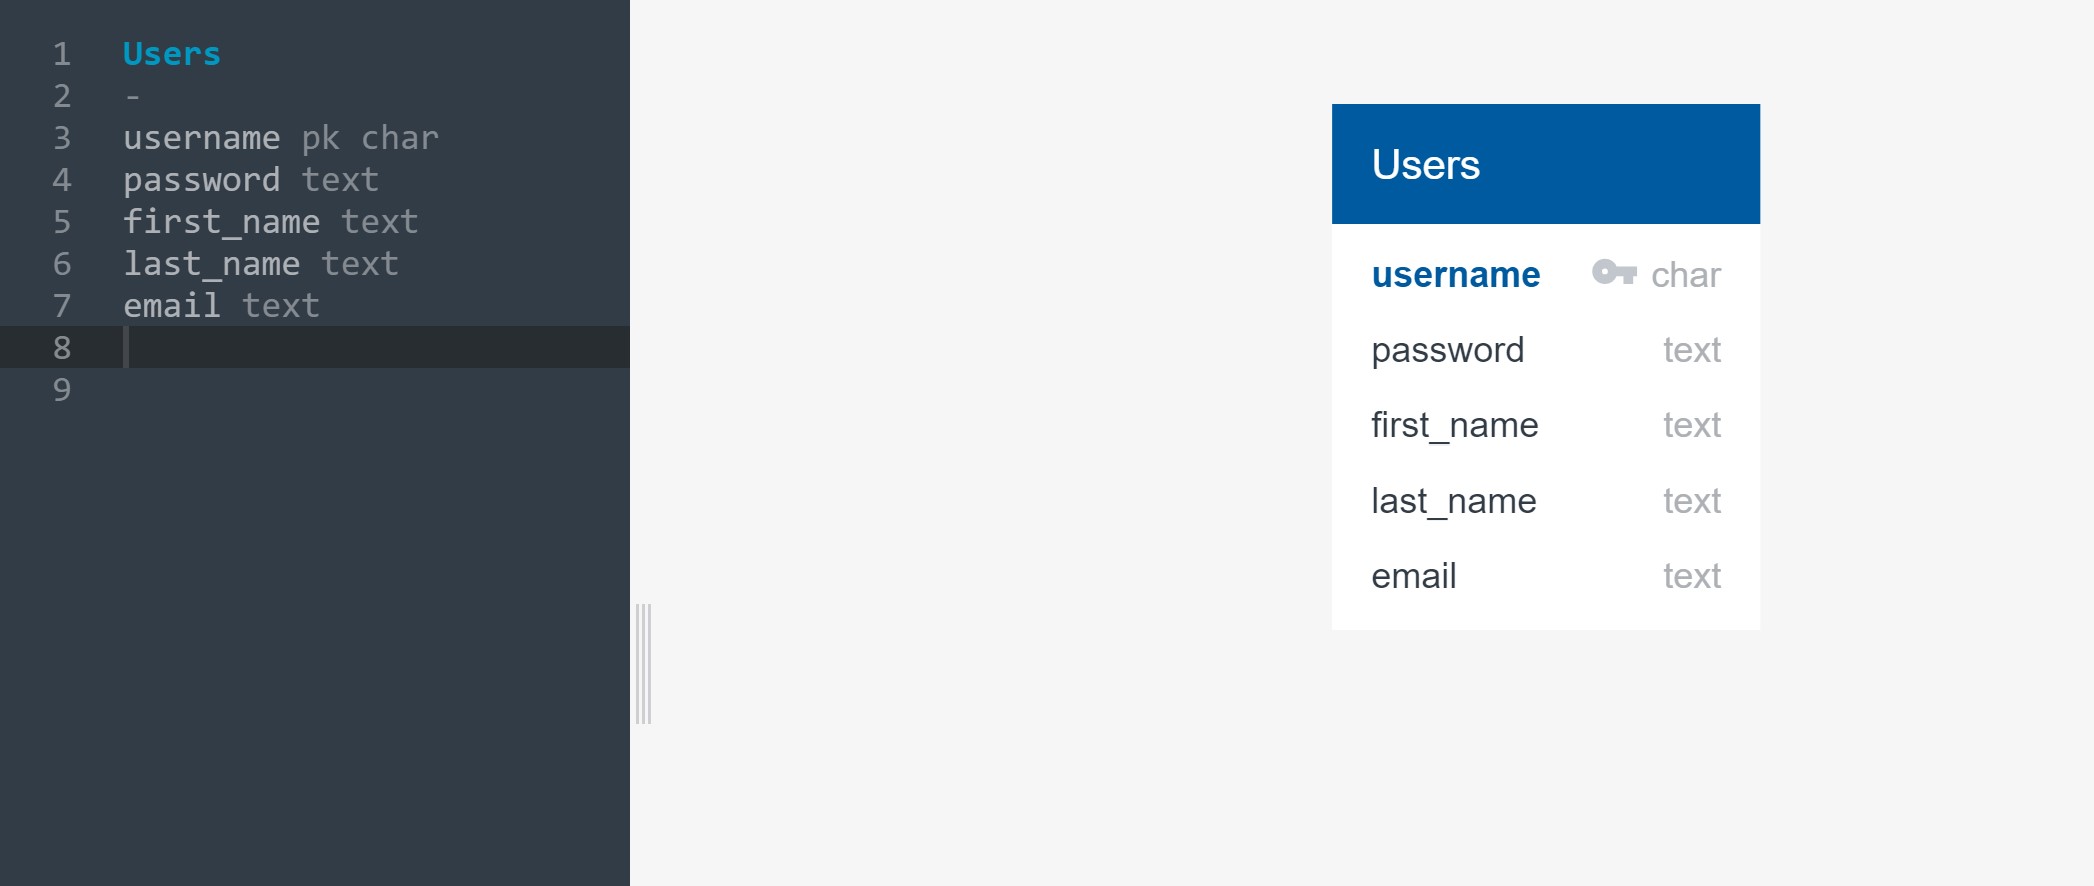 1 Users
2 -
3 username pk char
4 password text
5 first_name text
6 last_name text
7 email text
8
9
Users
username char
password text
first_name text
last_name text
email text